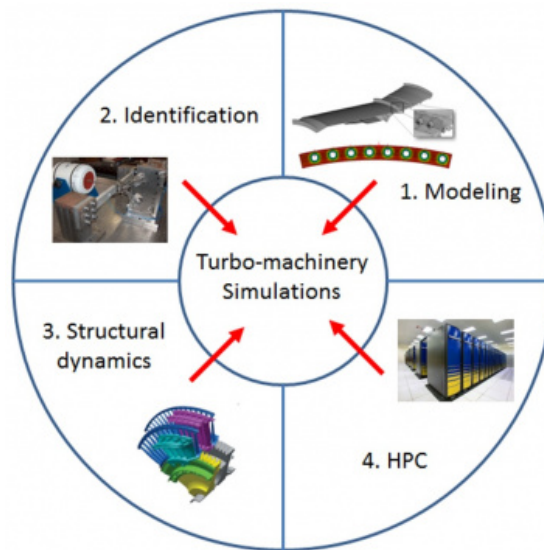 2. Identification
1. Modeling
Turbo-machinery
Simulations
3. Structural
dynamics
4. HPC